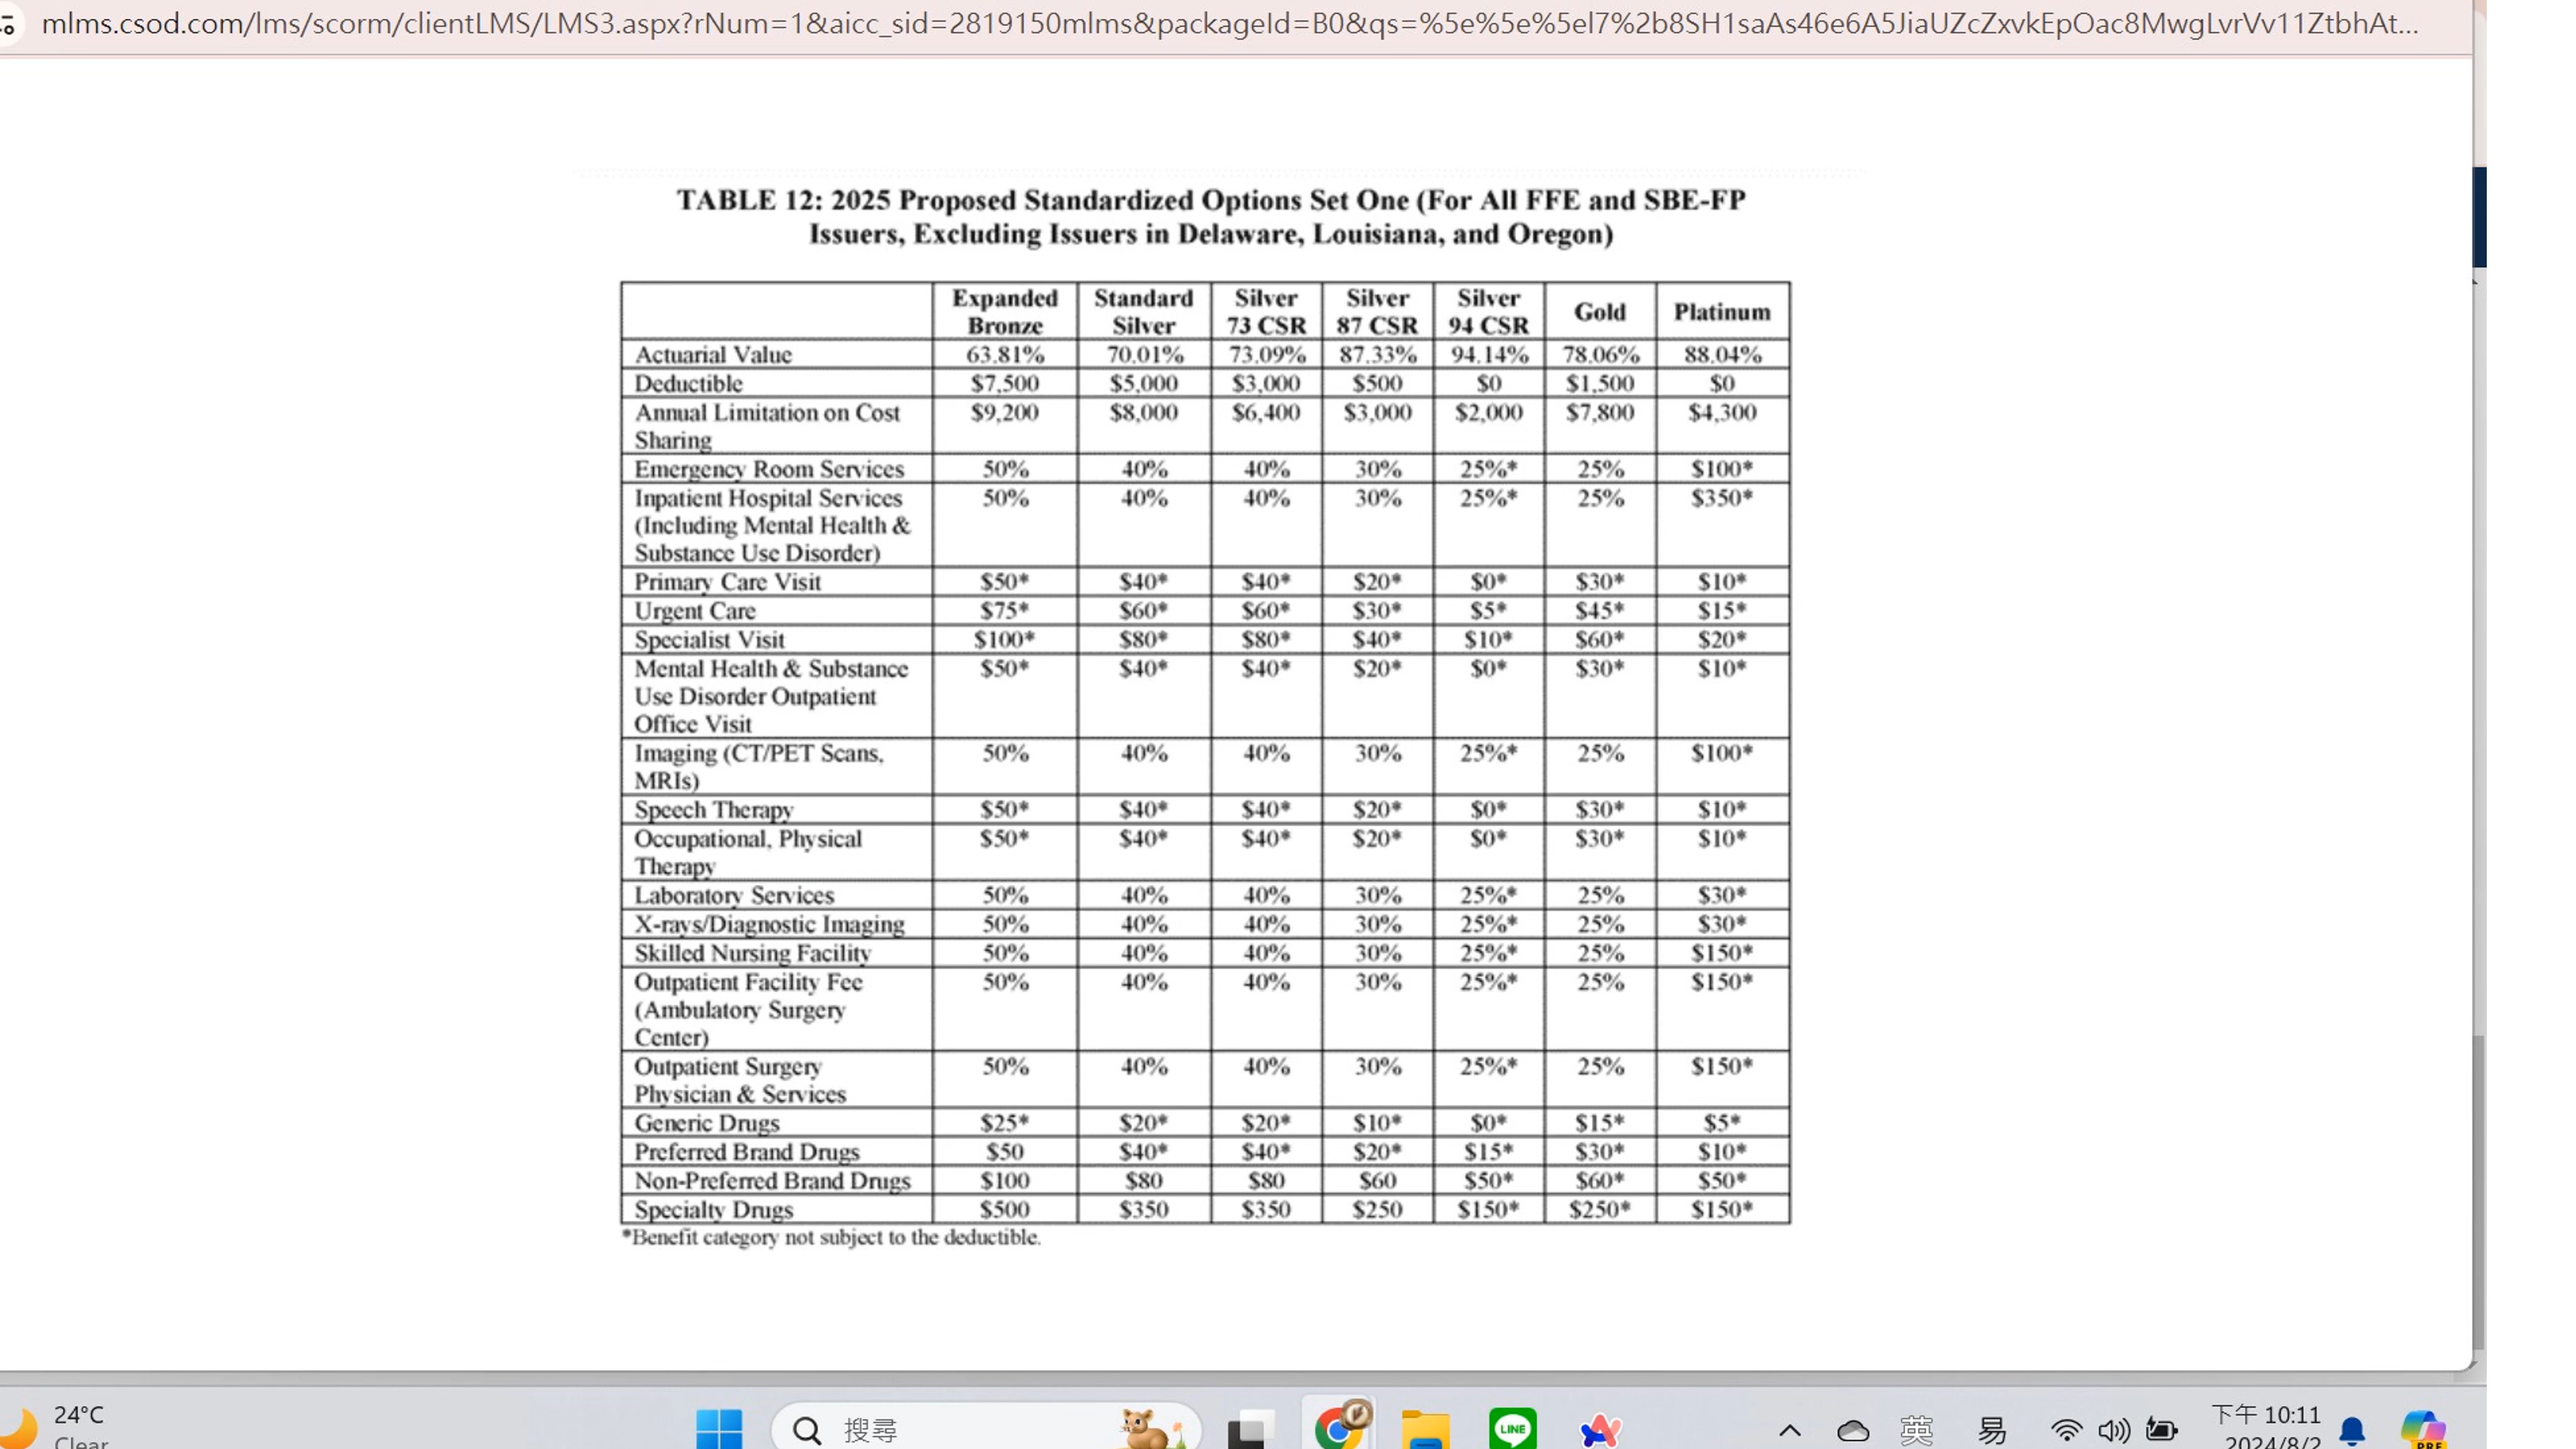 mlms.csod.com/lms/scorm/clientLMS/LMS3.aspx?rNum=1&aicc_sid=2819150mlms&packageId=B0&qs=%5e%5e%5el7%2b8SH1saAs46e6A5JiaUZcZxvkEpOac8MwgLvrVv11ZtbhAt...
TABLE 12: 2025 Proposed Standardized Options Set One (For All FFE and SBE-FP
Issuers, Excluding Issuers in Delaware, Louisiana, and Oregon)
Expanded Bronze Standard Silver Silver 73 CSR Silver 87 CSR Silver 94 CSR Gold Platinum
Actuarial Value 63.81% 70.01% 73.09% 87.33% 94.14% 78.06% 88.04%
Deductible $7,500 $5,000 $3,000 $500 $0 $1,500 $0
Annual Limitation on Cost $9,200 $8,000 $6,400 $3,000 $2,000 $7,800 $4,300
Sharing
Emergency Room Services 50% 40% 40% 30% 25%* 25% $100*
Inpatient Hospital Services 50% 40% 40% 30% 25%* 25% $350*
(Including Mental Health &
Substance Use Disorder)
Primary Care Visit $50* $40* $40* $20* $0* $30* $10*
Urgent Care $75* $60* $60* $30* $5* $45* $15*
Specialist Visit $100* $80* $80* $40* $10* $60* $20*
Mental Health & Substance $50* $40* $40* $20* $0* $30* $10*
Use Disorder Outpatient
Office Visit
Imaging (CT/PET Scans, 50% 40% 40% 30% 25%* 25% $100*
MRIs)
Speech Therapy $50* $40* $40* $20* $0* $30* $10*
Occupational, Physical $50* $40* $40* $20* $0* $30* $10*
Therapy
Laboratory Services 50% 40% 40% 30% 25%* 25% $30*
X-rays/Diagnostic Imaging 50% 40% 40% 30% 25%* 25% $30*
Skilled Nursing Facility 50% 40% 40% 30% 25%* 25% $150*
Outpatient Facility Fee 50% 40% 40% 30% 25%* 25% $150*
(Ambulatory Surgery
Center)
Outpatient Surgery 50% 40% 40% 30% 25%* 25% $150*
Physician & Services
Generic Drugs $25* $20* $20* $10* $0* $15* $5*
Preferred Brand Drugs $50 $40* $40* $20* $15* $30* $10*
Non-Preferred Brand Drugs $100 $80 $80 $60 $50* $60* $50*
Specialty Drugs $500 $350 $350 $250 $150* $250* $150*
*Benefit category not subject to the deductible.
24°C
Clear
搜尋
LINE
英 易
下午 10:11
2024/8/2
PRE